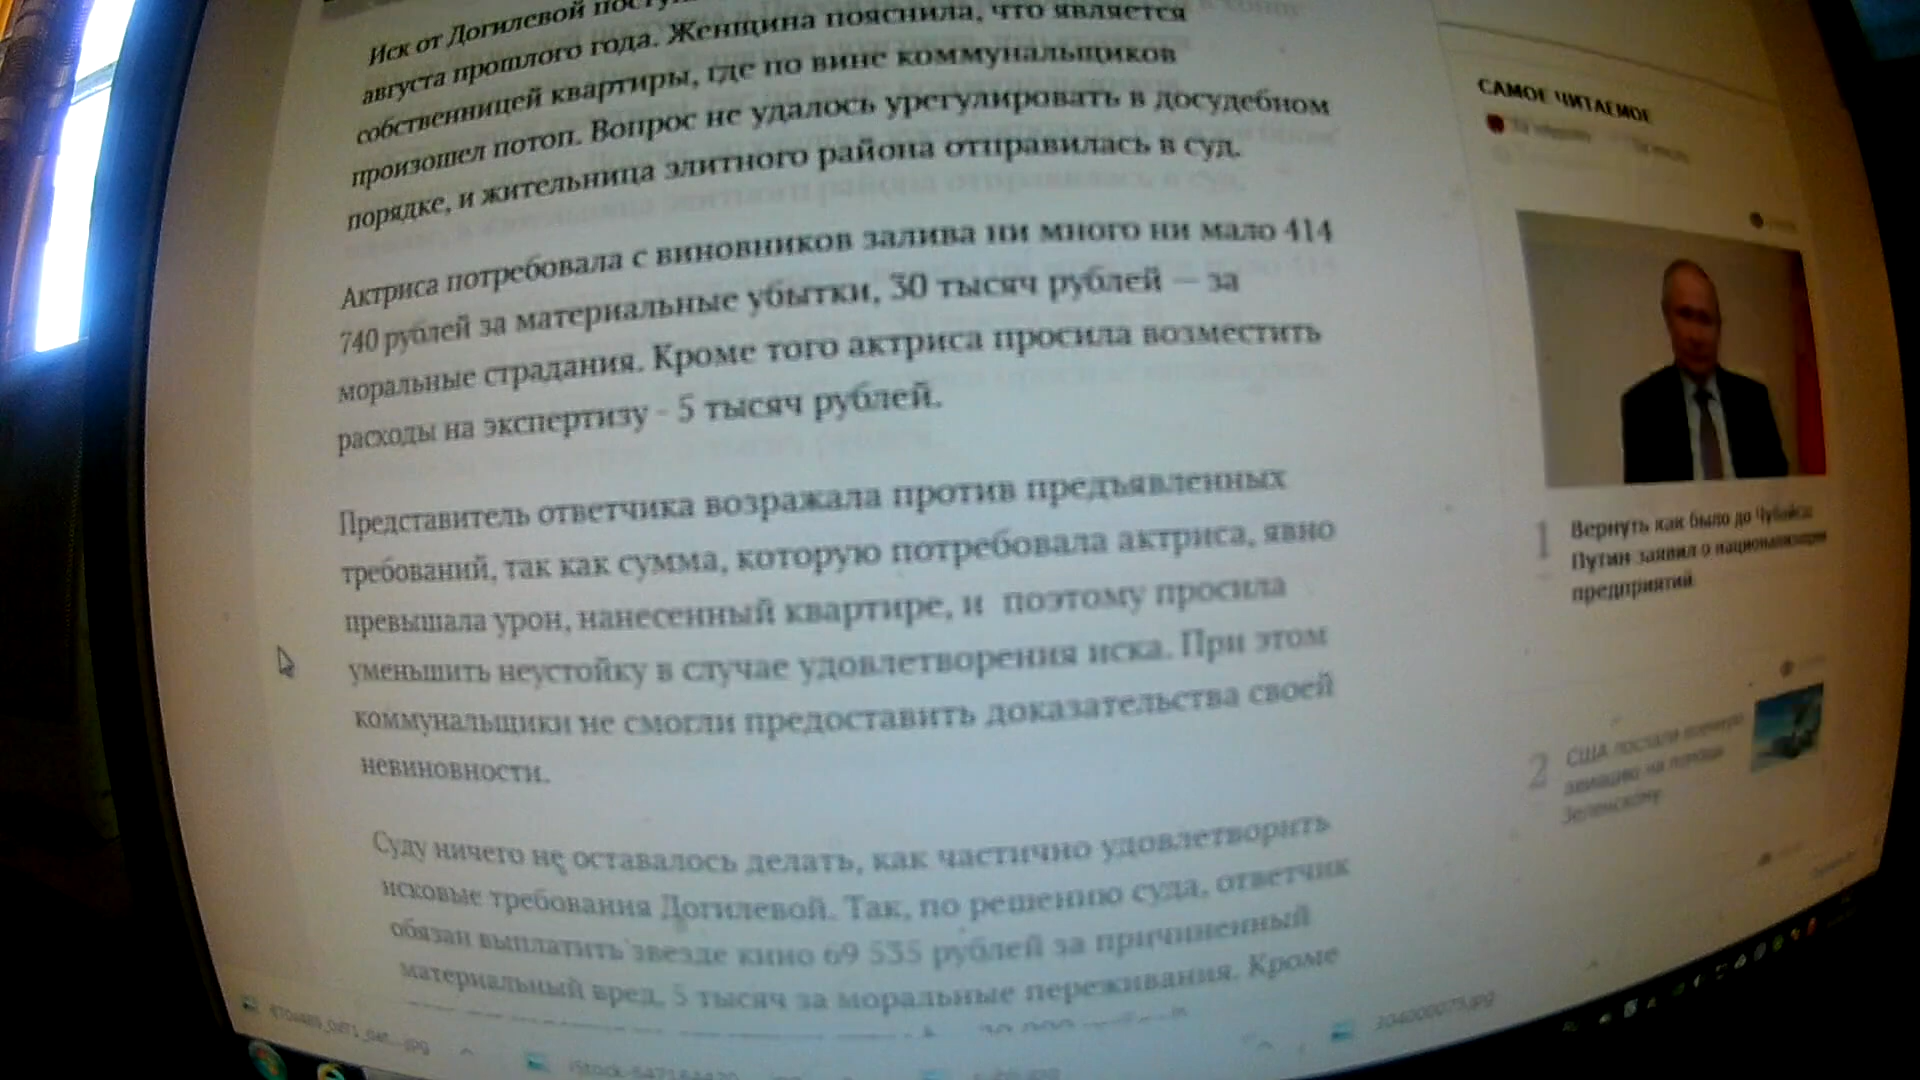 Иск от Догилевой
августа прошлого года. Женщина пояснила, что является
собственницей квартиры, где по вине коммунальщиков
произошел потоп. Вопрос не удалось урегулировать в досудебном
порядке, и жительница элитного района отправилась в суд.
Актриса потребовала с виновников залива ни много ни мало 414
740 рублей за материальные убытки, 30 тысяч рублей – за
моральные страдания. Кроме того актриса просила возместить
расходы на экспертизу - 5 тысяч рублей.
Представитель ответчика возражала против предъявленных
требований, так как сумма, которую потребовала актриса, явно
превышала урон, нанесенный квартире, и поэтому просила
уменьшить неустойку в случае удовлетворения иска. При этом
коммунальщики не смогли предоставить доказательства своей
невиновности.
Суду ничего не оставалось делать, как частично удовлетворить
исковые требования Догилевой. Так, по решению суда, ответчик
обязан выплатить звезде кино 69 535 рублей за причиненный
материальный вред, 5 тысяч за моральные переживания. Кроме
САМОЕ ЧИТАЕМОЕ
1
Вернуть как было до Чубайса:
Путин заявил о национализации
предприятий
2
США послали военную
авиацию на помощь
Зеленскому